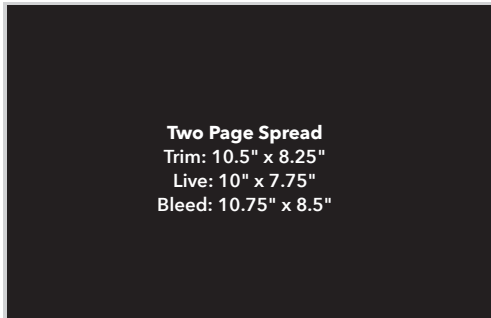 Two Page Spread
Trim: 10.5" x 8.25"
Live: 10" x 7.75"
Bleed: 10.75" x 8.5"